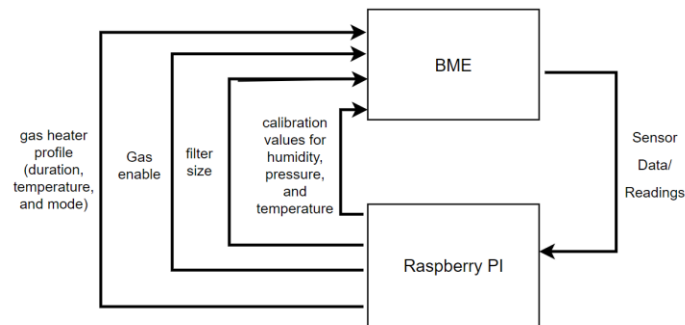 BME
gas heater
profile
(duration,
temperature,
and mode)
Gas
enable
filter
size
calibration
values for
humidity,
pressure,
and
temperature
Sensor
Data/
Readings
Raspberry PI